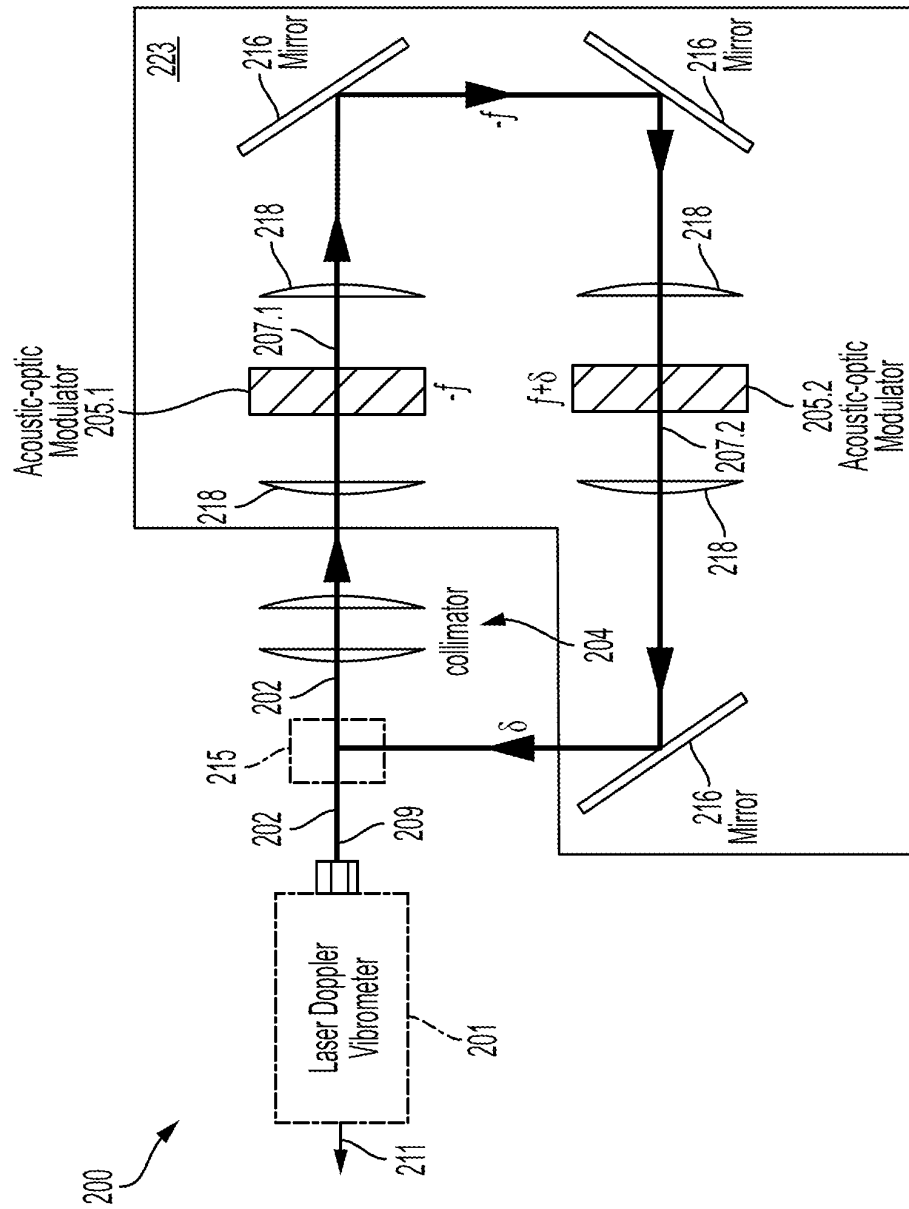 200
211
Laser Doppler
Vibrometer
201
209
202
215
202
204
collimator
δ
216
Mirror
223
Acoustic-optic
Modulator
205.1
-f
218
207.1
218
216
Mirror
-f
216
Mirror
218
f+δ
207.2
218
205.2
Acoustic-optic
Modulator